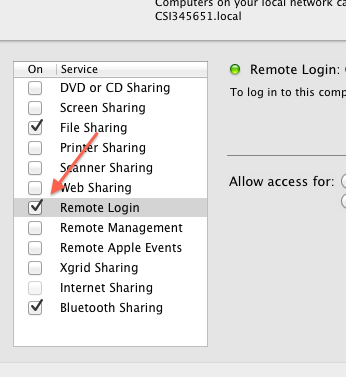 Computers on your local network ca
CSI345651.local
On Service
DVD or CD Sharing
Screen Sharing
File Sharing
Printer Sharing
Scanner Sharing
Web Sharing
Remote Login
Remote Management
Remote Apple Events
Xgrid Sharing
Internet Sharing
Bluetooth Sharing
Remote Login:
To log in to this comp
Allow access for: